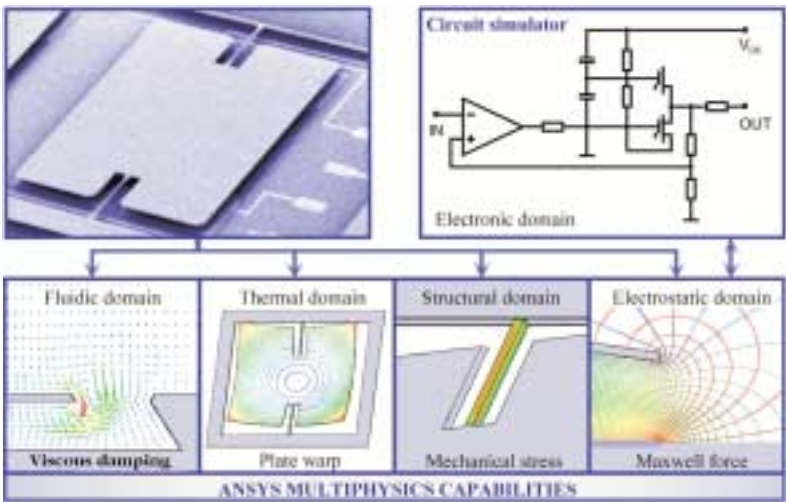 Circuit simulator
IN
OUT
Electronic domain
Fluidic domain
Thermal domain
Structural domain
Electrostatic domain
Viscous damping
Plate warp
Mechanical stress
Maxwell force
ANSYS MULTIPHYSICS CAPABILITIES